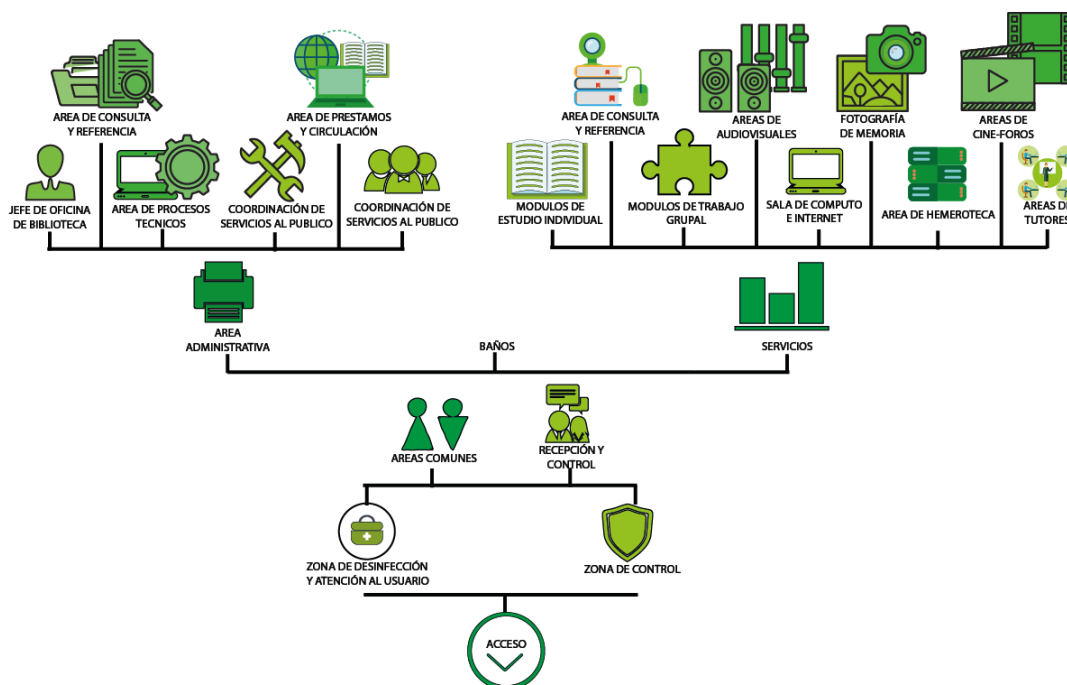 AREA DE CONSULTA
Y REFERENCIA
AREA DE PRESTAMOS
Y CIRCULACIÓN
AREA DE CONSULTA
Y REFERENCIA
AREAS DE
AUDIOVISUALES
FOTOGRAFÍA
DE MEMORIA
AREAS DE
CINE-FOROS
JEFE DE OFICINA
DE BIBLIOTECA
AREA DE PROCESOS
TECNICOS
COORDINACIÓN DE
SERVICIOS AL PUBLICO
COORDINACIÓN DE
SERVICIOS AL PUBLICO
MODULOS DE
ESTUDIO INDIVIDUAL
MODULOS DE TRABAJO
GRUPAL
SALA DE COMPUTO
E INTERNET
AREA DE HEMEROTECA
AREAS DE
TUTORES
AREA
ADMINISTRATIVA
BAÑOS
SERVICIOS
AREAS COMUNES
RECEPCIÓN Y
CONTROL
ZONA DE DESINFECCIÓN
Y ATENCIÓN AL USUARIO
ZONA DE CONTROL
ACCESO